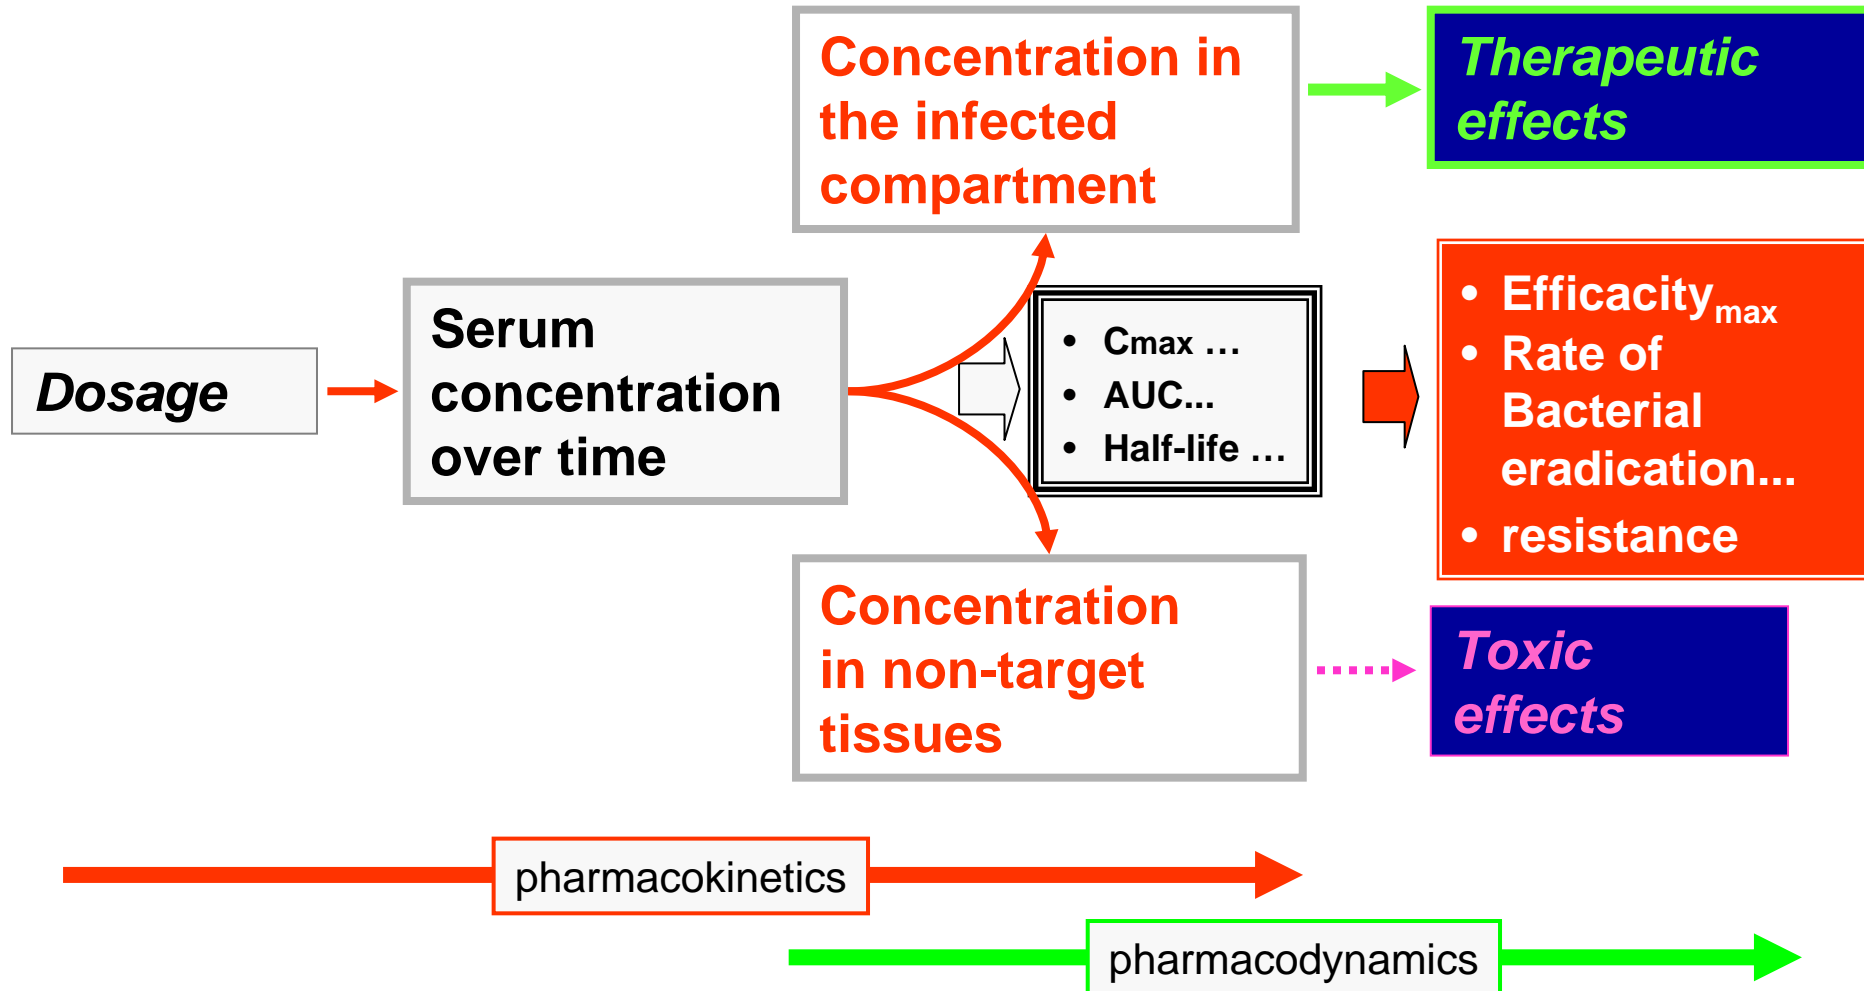 Dosage
Serum
concentration
over time
Concentration in
the infected
compartment
• Cmax …
• AUC...
• Half-life …
Concentration
in non-target
tissues
Therapeutic
effects
• Efficacitymax
• Rate of
Bacterial
eradication...
• resistance
Toxic
effects
pharmacokinetics
pharmacodynamics